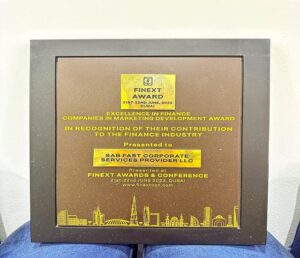 FINEXT
AWARD
21ST-22ND JUNE, 2023
DUBAI
EXCELLENCE IN FINANCE
COMPANIES IN MARKETING DEVELOPMENT AWARD
IN RECOGNITION OF THEIR CONTRIBUTION
TO THE FINANCE INDUSTRY
Presented to
SAB FAST CORPORATE
SERVICES PROVIDER LLC
Presented at
FINEXT AWARDS & CONFERENCE
21st-22nd JUNE 2023, DUBAI
www.finextcon.com